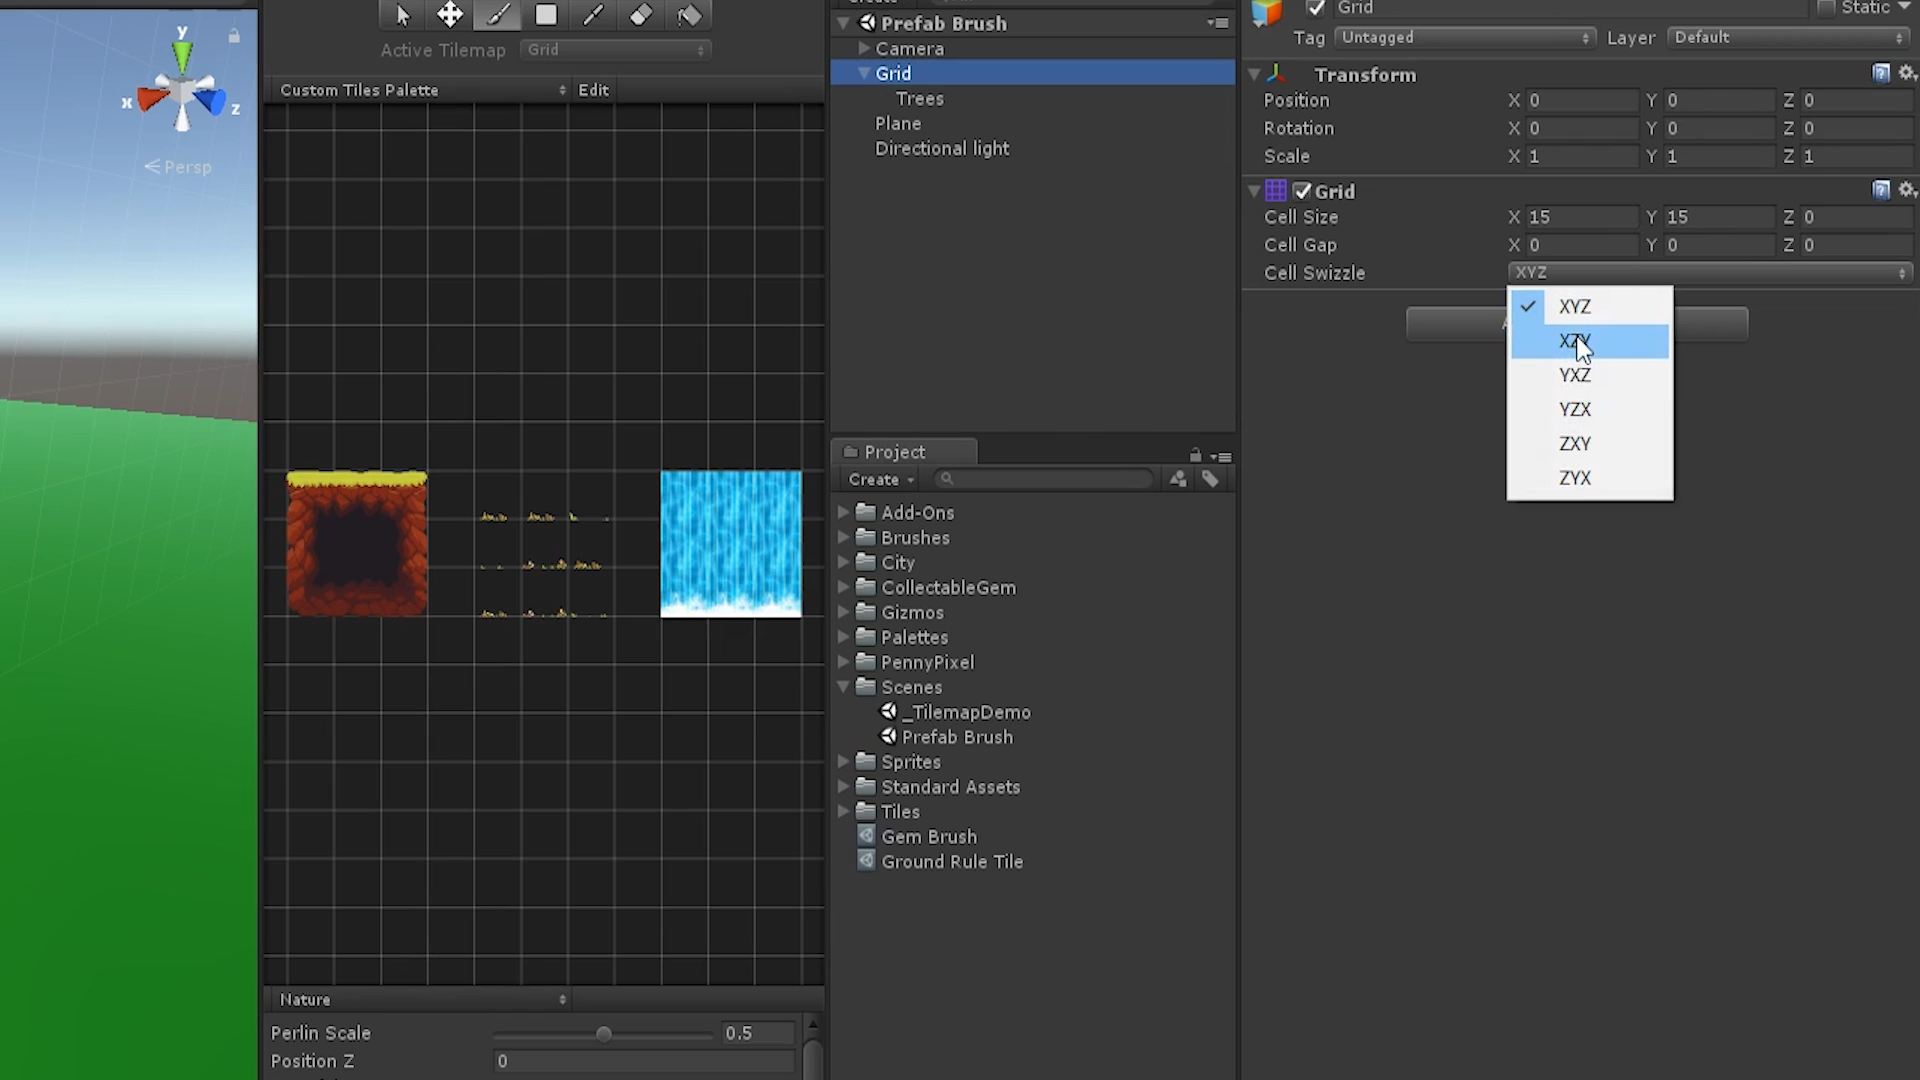 y
x
z
Persp
Active Tilemap Grid
Custom Tiles Palette Edit
Nature
Perlin Scale 0.5
Position Z 0
Prefab Brush
Camera
Grid
Trees
Plane
Directional light
Project
Create
Add-Ons
Brushes
City
CollectableGem
Gizmos
Palettes
PennyPixel
Scenes
_TilemapDemo
Prefab Brush
Sprites
Standard Assets
Tiles
Gem Brush
Ground Rule Tile
Grid Static
Tag Untagged Layer Default
Transform
Position X 0 Y 0 Z 0
Rotation X 0 Y 0 Z 0
Scale X 1 Y 1 Z 1
Grid
Cell Size X 15 Y 15 Z 0
Cell Gap X 0 Y 0 Z 0
Cell Swizzle XYZ
XYZ
XZY
YXZ
YZX
ZXY
ZYX